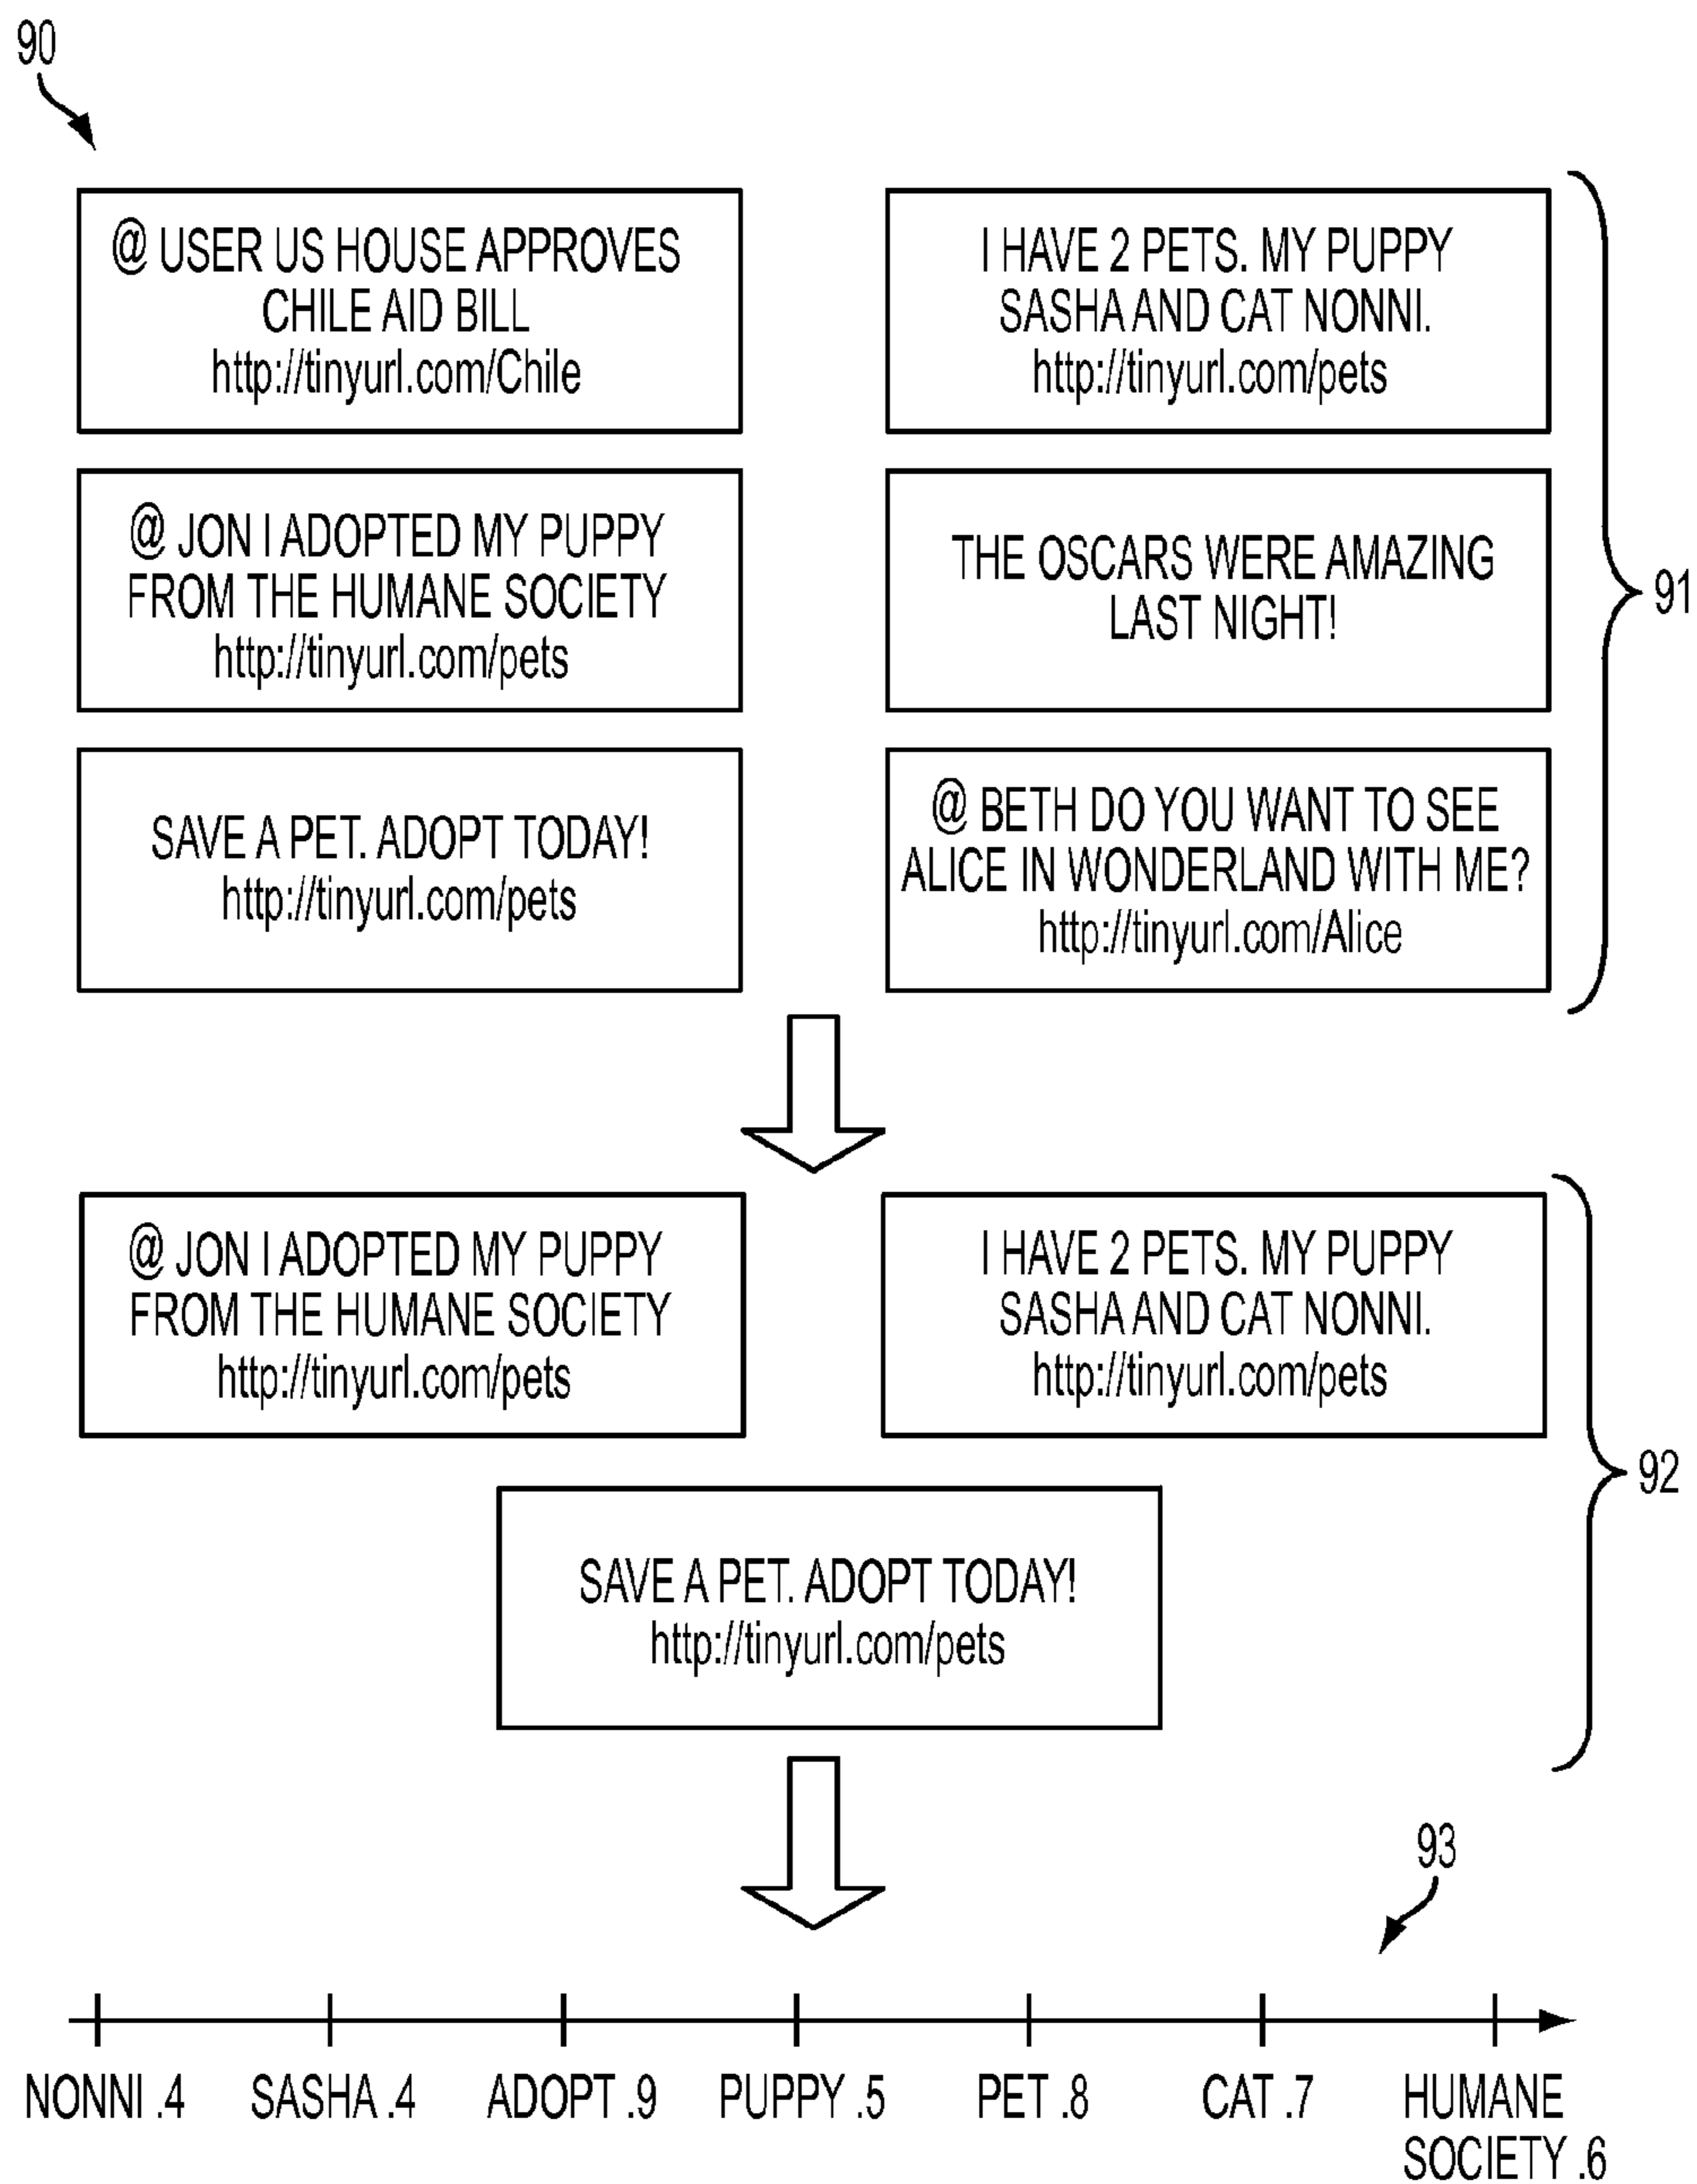 90
@ USER US HOUSE APPROVES
CHILE AID BILL
http://tinyurl.com/Chile
I HAVE 2 PETS. MY PUPPY
SASHA AND CAT NONNI.
http://tinyurl.com/pets
@ JON I ADOPTED MY PUPPY
FROM THE HUMANE SOCIETY
http://tinyurl.com/pets
THE OSCARS WERE AMAZING
LAST NIGHT!
91
SAVE A PET. ADOPT TODAY!
http://tinyurl.com/pets
@ BETH DO YOU WANT TO SEE
ALICE IN WONDERLAND WITH ME?
http://tinyurl.com/Alice
@ JON I ADOPTED MY PUPPY
FROM THE HUMANE SOCIETY
http://tinyurl.com/pets
I HAVE 2 PETS. MY PUPPY
SASHA AND CAT NONNI.
http://tinyurl.com/pets
92
SAVE A PET. ADOPT TODAY!
http://tinyurl.com/pets
93
NONNI .4
SASHA .4
ADOPT .9
PUPPY .5
PET .8
CAT .7
HUMANE
SOCIETY .6